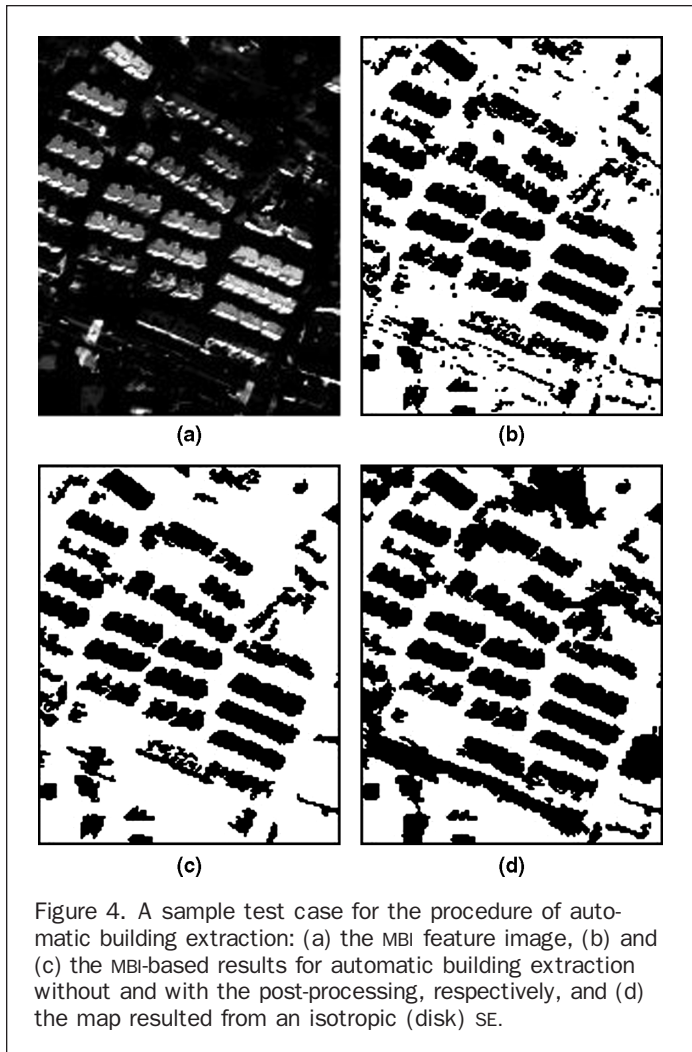 (a)
(b)
(c)
(d)
Figure 4. A sample test case for the procedure of auto-
matic building extraction: (a) the MBI feature image, (b) and
(c) the MBI-based results for automatic building extraction
without and with the post-processing, respectively, and (d)
the map resulted from an isotropic (disk) SE.